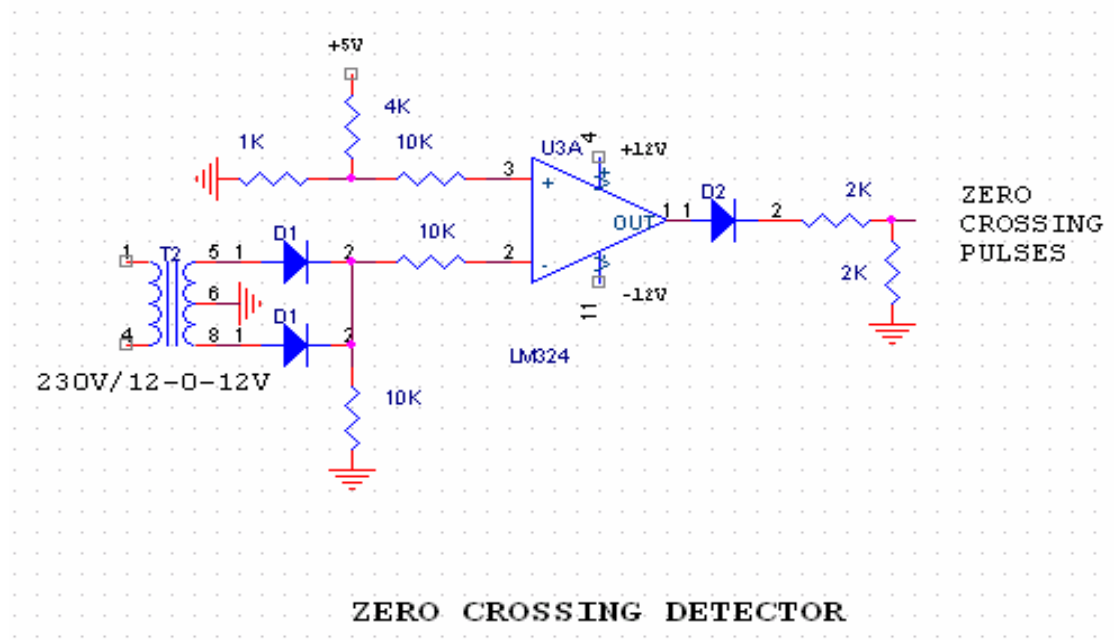 +5V
4K
1K
10K
3
U3A
4
+12V
+
D2
1 1
2
2K
ZERO
CROSSING
PULSES
OUT
10K
2
-
-12V
11
2K
LM324
1
T2
5
1
D1
2
6
4
8
1
D1
2
230V/12-0-12V
10K
ZERO CROSSING DETECTOR